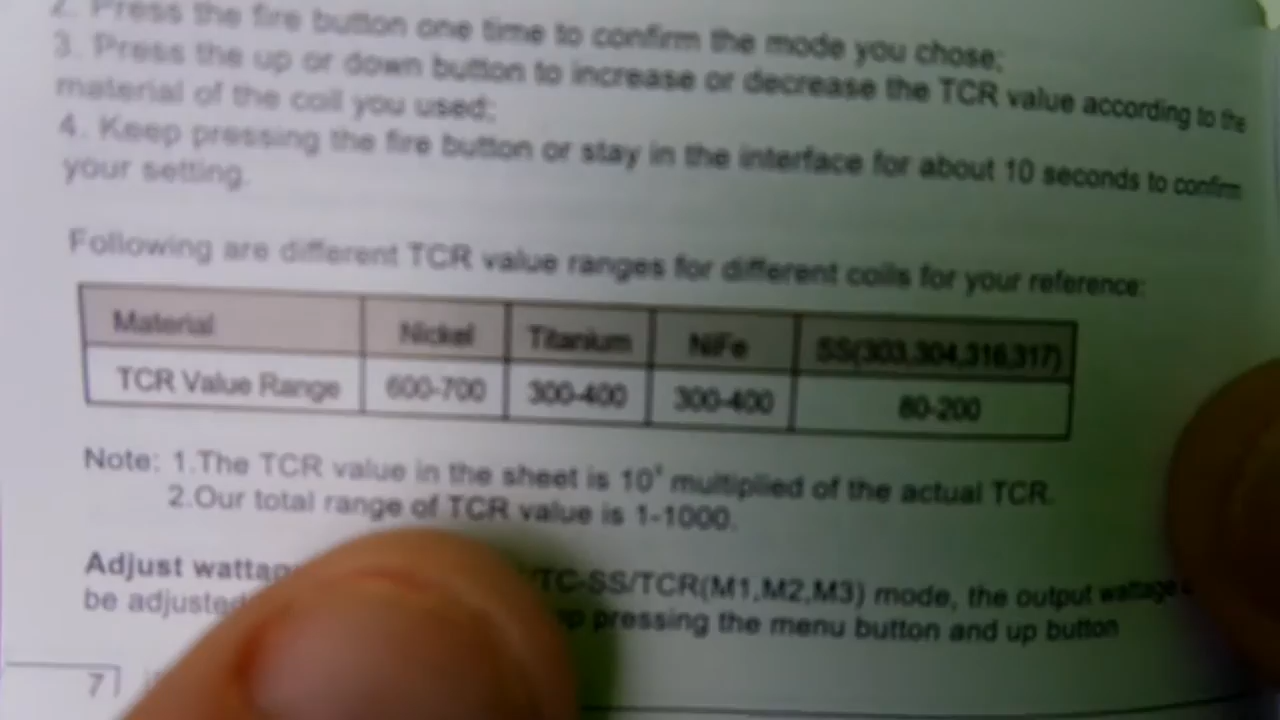 2. Press the fire button one time to confirm the mode you chose;
3. Press the up or down button to increase or decrease the TCR value according to the
material of the coil you used;
4. Keep pressing the fire button or stay in the interface for about 10 seconds to confirm
your setting.
Following are different TCR value ranges for different coils for your reference:
Material Nickel Titanium NiFe SS(303,304,316,317)
TCR Value Range 600-700 300-400 300-400 80-200
Note: 1.The TCR value in the sheet is 10 multiplied of the actual TCR.
2.Our total range of TCR value is 1-1000.
Adjust /TC-SS/TCR(M1,M2,M3) mode, the output wattage
be adjusted pressing the menu button and up button
7